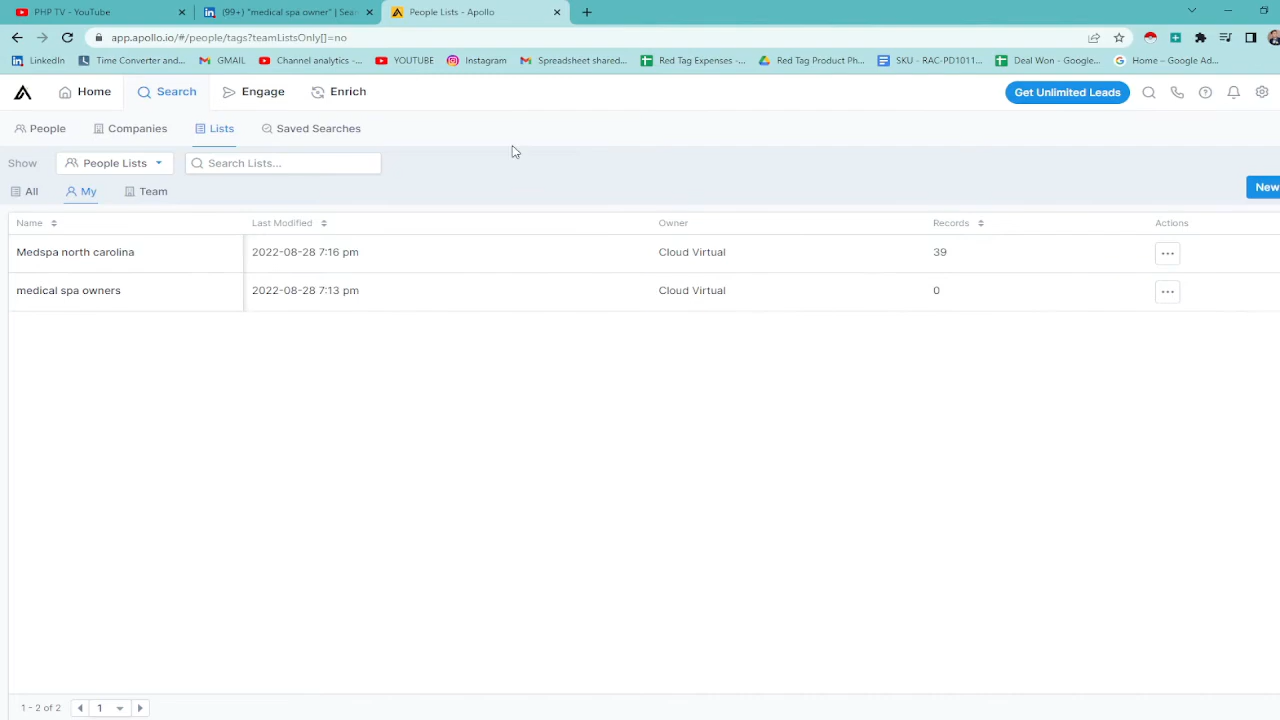 PHP TV - YouTube
(99+) "medical spa owner" | Sea
People Lists - Apollo
app.apollo.io/#/people/tags?teamListsOnly[]=no
LinkedIn Time Converter and... GMAIL Channel analytics -... YOUTUBE Instagram Spreadsheet shared... Red Tag Expenses -... Red Tag Product Ph... SKU - RAC-PD1011... Deal Won - Google... Home – Google Ad...
Home Search Engage Enrich Get Unlimited Leads
People Companies Lists Saved Searches
Show People Lists Search Lists...
All My Team New
Name Last Modified Owner Records Actions
Medspa north carolina 2022-08-28 7:16 pm Cloud Virtual 39
medical spa owners 2022-08-28 7:13 pm Cloud Virtual 0
1 - 2 of 2 1